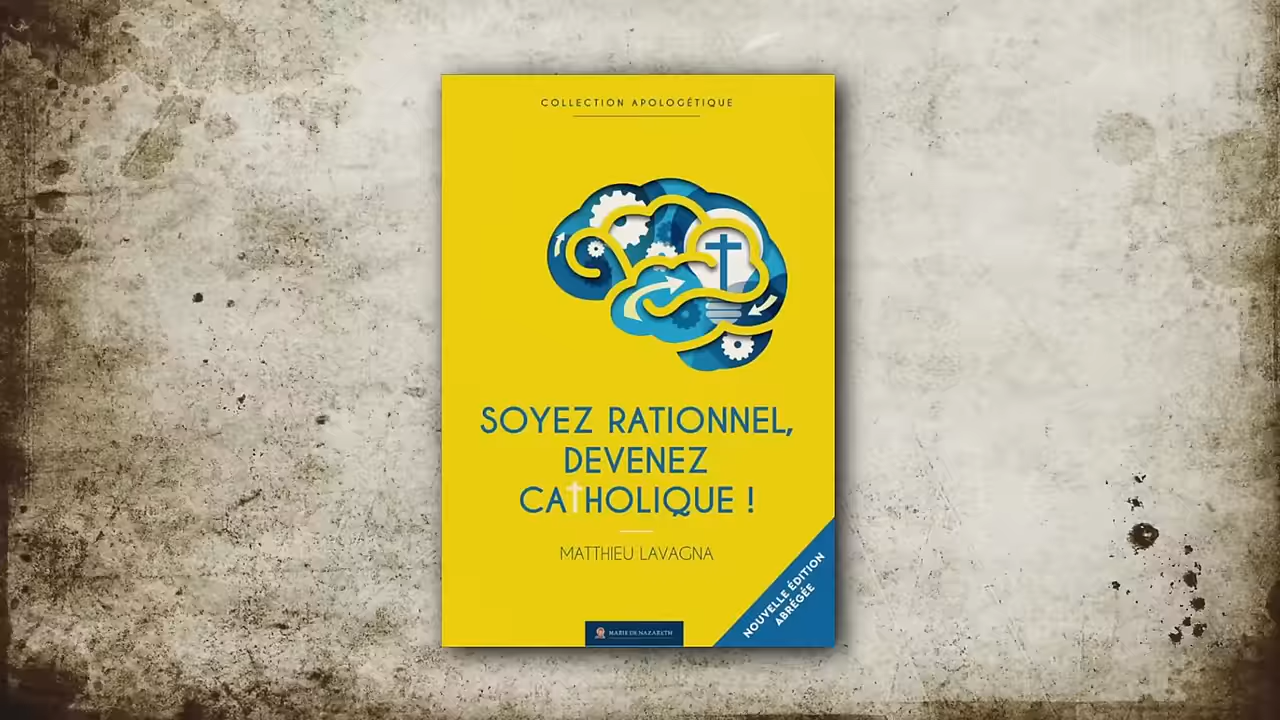 COLLECTION APOLOGÉTIQUE
SOYEZ RATIONNEL,
DEVENEZ
CATHOLIQUE !
MATTHIEU LAVAGNA
NOUVELLE ÉDITION
ABRÉGÉE
MARIE DE NAZARETH